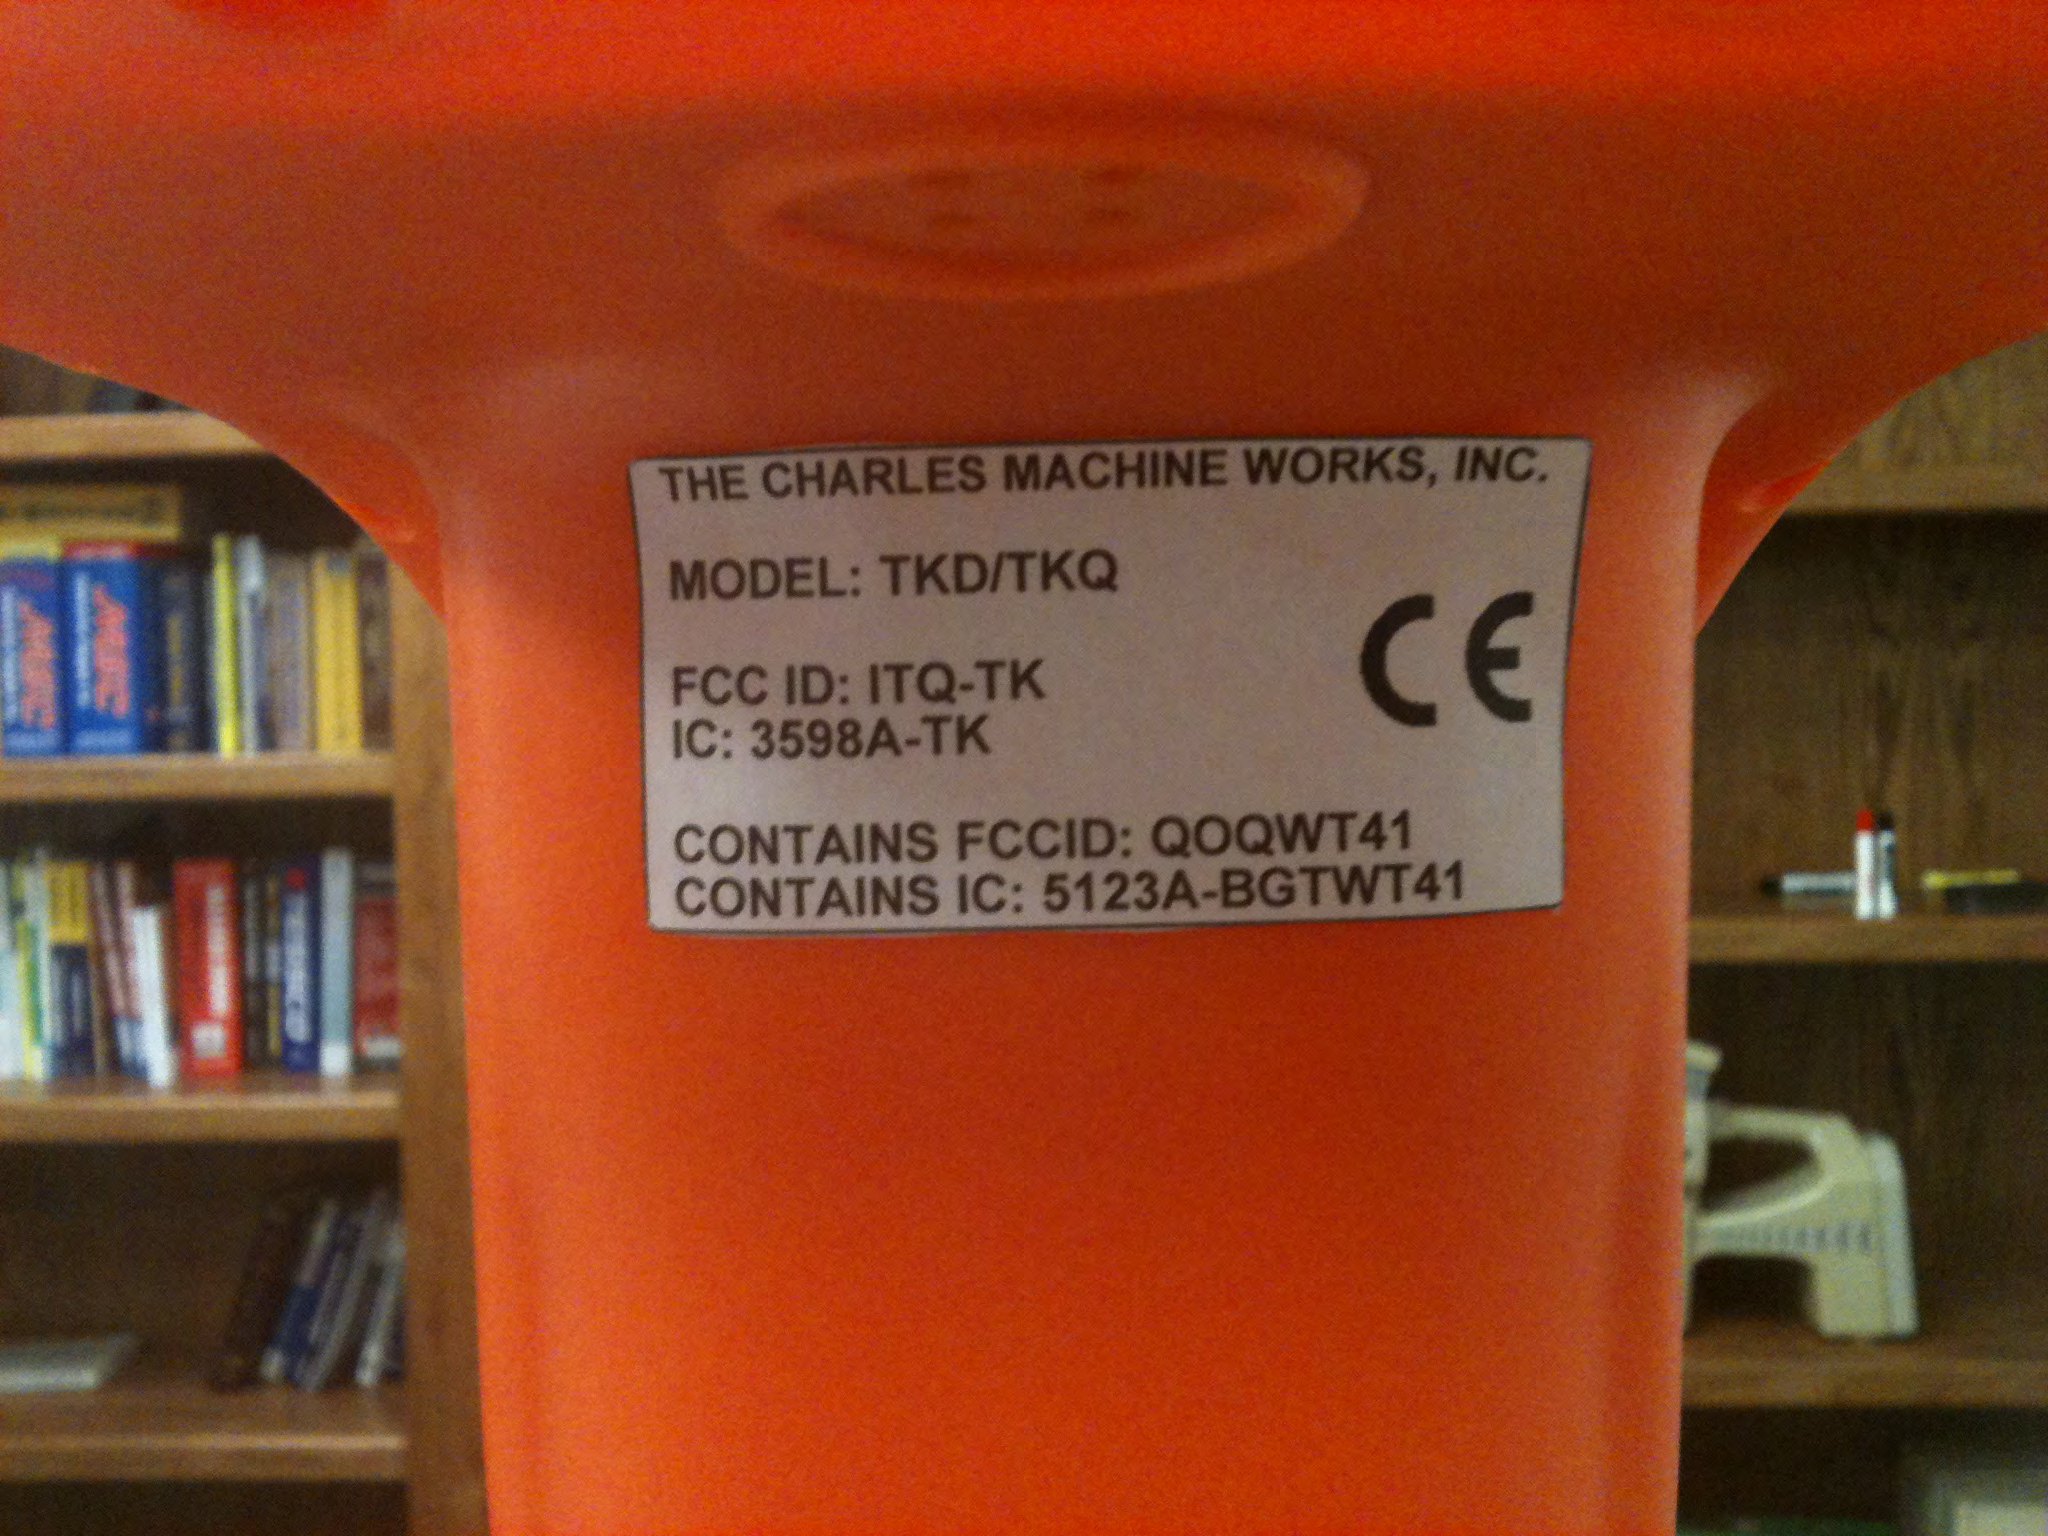 THE CHARLES MACHINE WORKS, INC.
MODEL: TKD/TKQ
CE
FCC ID: ITQ-TK
IC: 3598A-TK
CONTAINS FCCID: QOQWT41
CONTAINS IC: 5123A-BGTWT41